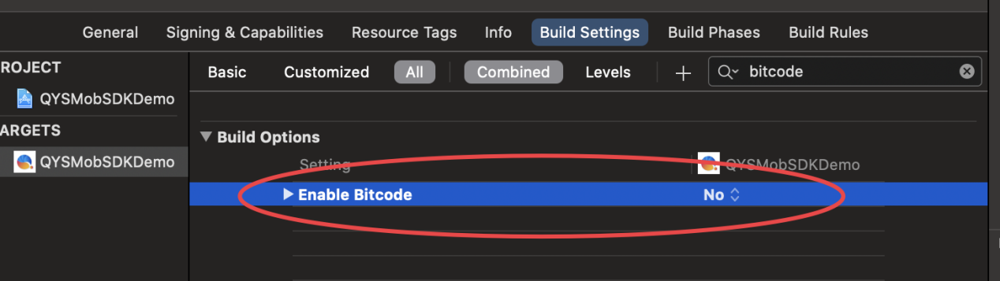 General Signing & Capabilities Resource Tags Info Build Settings Build Phases Build Rules
ROJECT
QYSMobSDKDemo
ARGETS
QYSMobSDKDemo
Basic Customized All Combined Levels + bitcode
Build Options
Setting QYSMobSDKDemo
Enable Bitcode No